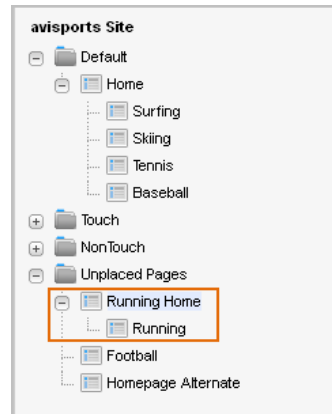 avisports Site
Default
Home
Surfing
Skiing
Tennis
Baseball
Touch
NonTouch
Unplaced Pages
Running Home
Running
Football
Homepage Alternate